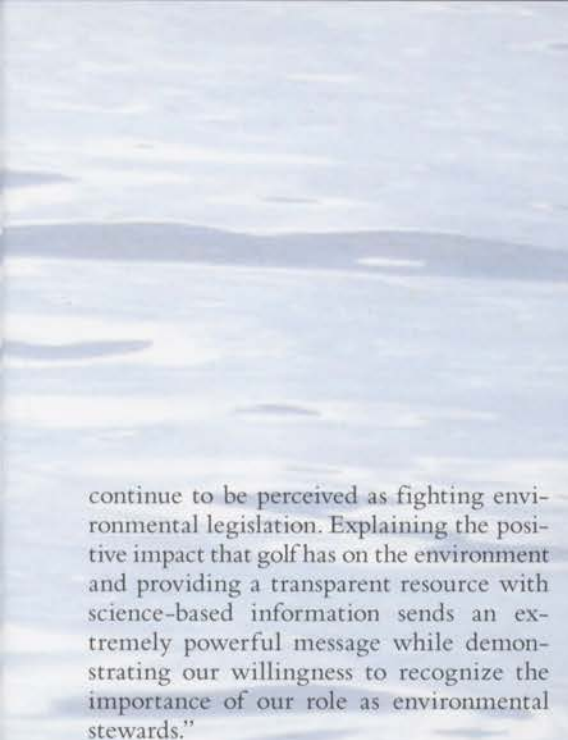 continue to be perceived as fighting envi-
ronmental legislation. Explaining the posi-
tive impact that golf has on the environment
and providing a transparent resource with
science-based information sends an ex-
tremely powerful message while demon-
strating our willingness to recognize the
importance of our role as environmental
stewards.”